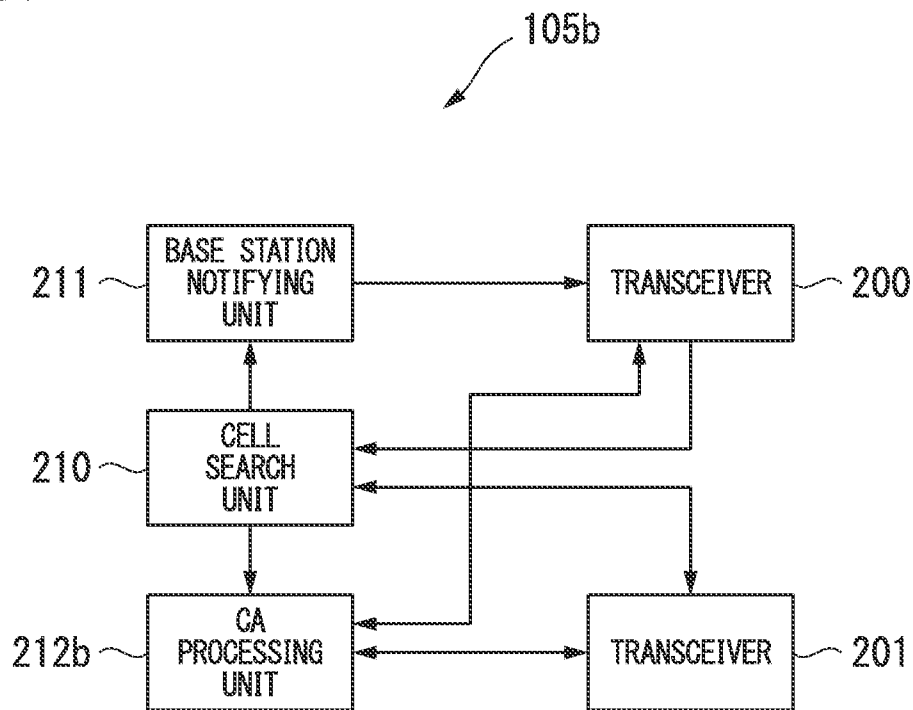 105b
BASE STATION
NOTIFYING
UNIT
211
TRANSCEIVER
200
CELL
SEARCH
UNIT
210
CA
PROCESSING
UNIT
212b
TRANSCEIVER
201